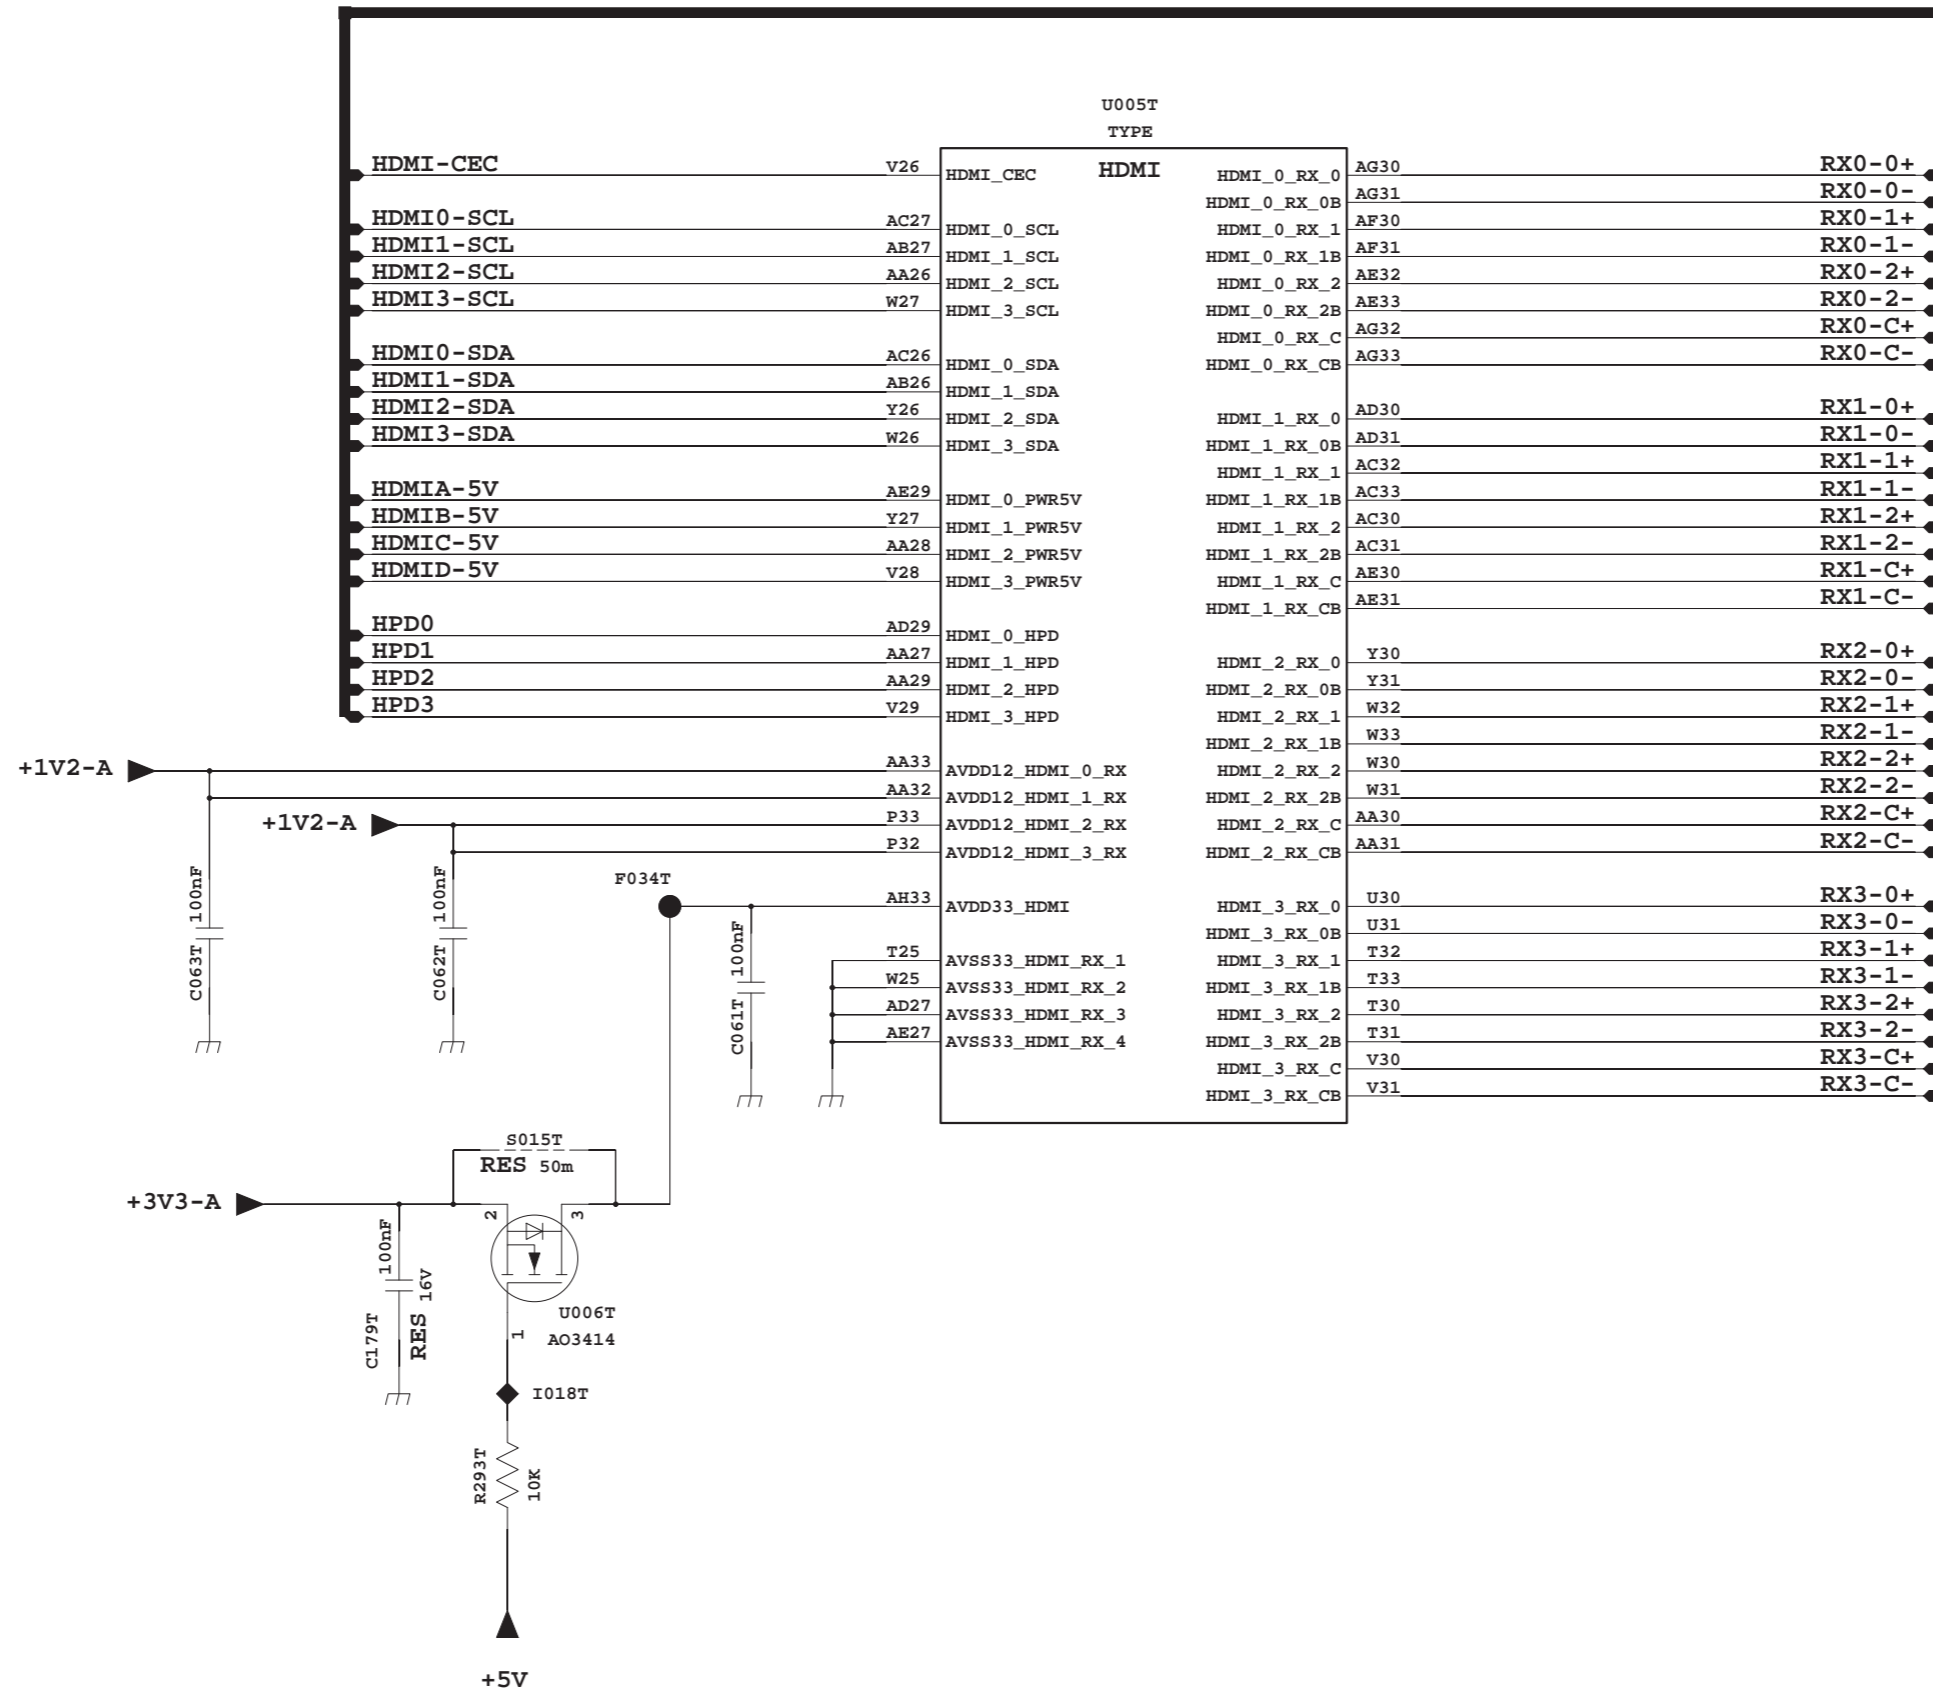 U005T
TYPE
HDMI
HDMI-CEC V26 HDMI_CEC
HDMI0-SCL AC27 HDMI_0_SCL
HDMI1-SCL AB27 HDMI_1_SCL
HDMI2-SCL AA26 HDMI_2_SCL
HDMI3-SCL W27 HDMI_3_SCL
HDMI0-SDA AC26 HDMI_0_SDA
HDMI1-SDA AB26 HDMI_1_SDA
HDMI2-SDA Y26 HDMI_2_SDA
HDMI3-SDA W26 HDMI_3_SDA
HDMIA-5V AE29 HDMI_0_PWR5V
HDMIB-5V Y27 HDMI_1_PWR5V
HDMIC-5V AA28 HDMI_2_PWR5V
HDMID-5V V28 HDMI_3_PWR5V
HPD0 AD29 HDMI_0_HPD
HPD1 AA27 HDMI_1_HPD
HPD2 AA29 HDMI_2_HPD
HPD3 V29 HDMI_3_HPD
+1V2-A AA33 AVDD12_HDMI_0_RX
AA32 AVDD12_HDMI_1_RX
+1V2-A P33 AVDD12_HDMI_2_RX
P32 AVDD12_HDMI_3_RX
F034T
AH33 AVDD33_HDMI
T25 AVSS33_HDMI_RX_1
W25 AVSS33_HDMI_RX_2
AD27 AVSS33_HDMI_RX_3
AE27 AVSS33_HDMI_RX_4
HDMI_0_RX_0 AG30 RX0-0+
HDMI_0_RX_0B AG31 RX0-0-
HDMI_0_RX_1 AF30 RX0-1+
HDMI_0_RX_1B AF31 RX0-1-
HDMI_0_RX_2 AE32 RX0-2+
HDMI_0_RX_2B AE33 RX0-2-
HDMI_0_RX_C AG32 RX0-C+
HDMI_0_RX_CB AG33 RX0-C-
HDMI_1_RX_0 AD30 RX1-0+
HDMI_1_RX_0B AD31 RX1-0-
HDMI_1_RX_1 AC32 RX1-1+
HDMI_1_RX_1B AC33 RX1-1-
HDMI_1_RX_2 AC30 RX1-2+
HDMI_1_RX_2B AC31 RX1-2-
HDMI_1_RX_C AE30 RX1-C+
HDMI_1_RX_CB AE31 RX1-C-
HDMI_2_RX_0 Y30 RX2-0+
HDMI_2_RX_0B Y31 RX2-0-
HDMI_2_RX_1 W32 RX2-1+
HDMI_2_RX_1B W33 RX2-1-
HDMI_2_RX_2 W30 RX2-2+
HDMI_2_RX_2B W31 RX2-2-
HDMI_2_RX_C AA30 RX2-C+
HDMI_2_RX_CB AA31 RX2-C-
HDMI_3_RX_0 U30 RX3-0+
HDMI_3_RX_0B U31 RX3-0-
HDMI_3_RX_1 T32 RX3-1+
HDMI_3_RX_1B T33 RX3-1-
HDMI_3_RX_2 T30 RX3-2+
HDMI_3_RX_2B T31 RX3-2-
HDMI_3_RX_C V30 RX3-C+
HDMI_3_RX_CB V31 RX3-C-
C063T 100nF
C062T 100nF
C061T 100nF
S015T
RES 50m
+3V3-A
2
3
100nF
16V
C179T
RES
U006T
1
AO3414
I018T
R293T
10K
+5V